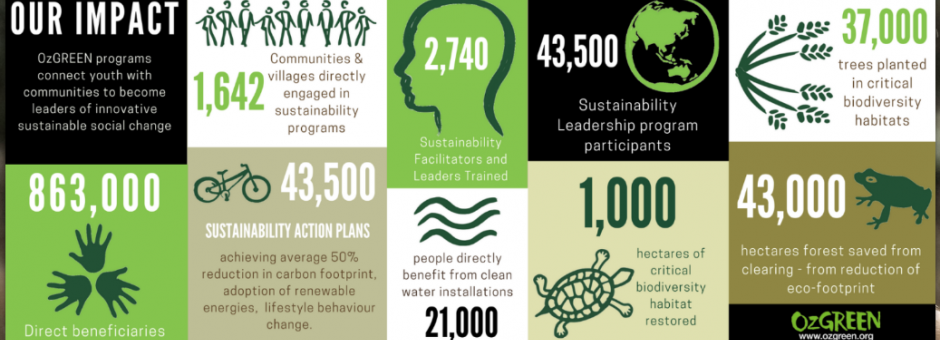 OUR IMPACT
OzGREEN programs
connect youth with
communities to become
leaders of innovative
sustainable social change
1,642
Communities &
villages directly
engaged in
sustainability
programs
2,740
Sustainability
Facilitators and
Leaders Trained
43,500
Sustainability
Leadership program
participants
37,000
trees planted
in critical
biodiversity
habitats
863,000
Direct beneficiaries
43,500
SUSTAINABILITY ACTION PLANS
achieving average 50%
reduction in carbon footprint,
adoption of renewable
energies, lifestyle behaviour
change.
people directly
benefit from clean
water installations
21,000
1,000
hectares of
critical
biodiversity
habitat
restored
43,000
hectares forest saved from
clearing - from reduction of
eco-footprint
OzGREEN
www.ozgreen.org